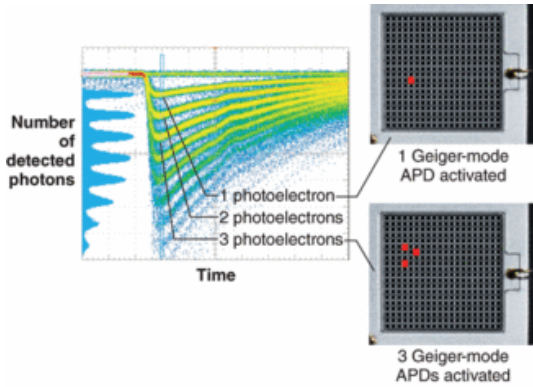 Number
of
detected
photons
1 photoelectron
2 photoelectrons
3 photoelectrons
Time
1 Geiger-mode
APD activated
3 Geiger-mode
APDs activated